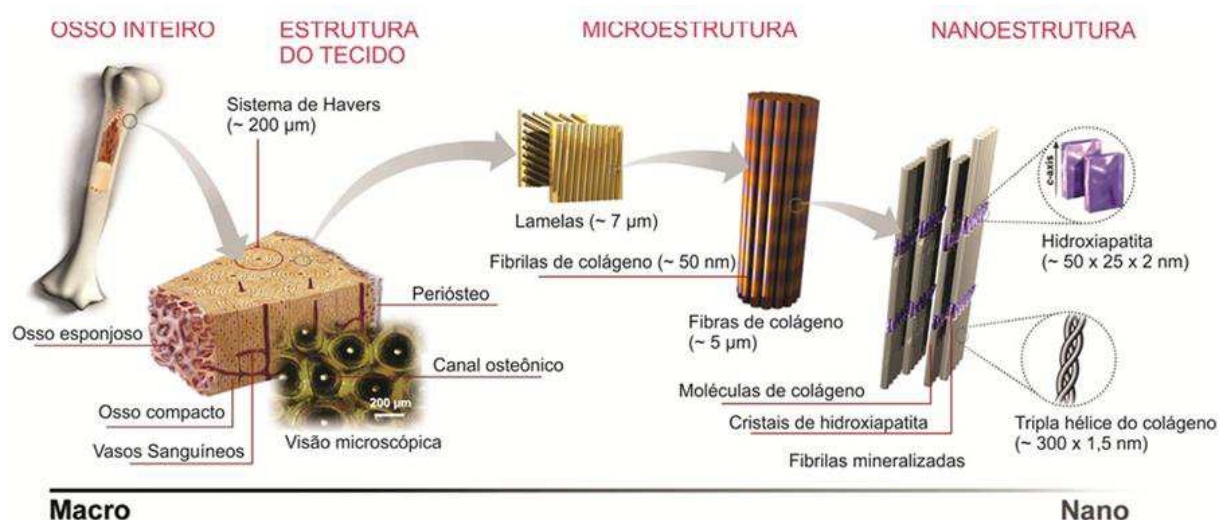 OSSO INTEIRO
ESTRUTURA
DO TECIDO
MICROESTRUTURA
NANOESTRUTURA
Sistema de Havers
(~ 200 µm)
Lamelas (~ 7 µm)
Fibrilas de colágeno (~ 50 nm)
Fibras de colágeno
(~ 5 µm)
c-axis
Hidroxiapatita
(~ 50 x 25 x 2 nm)
Periósteo
Osso esponjoso
Canal osteônico
200 µm
Osso compacto
Vasos Sanguíneos
Visão microscópica
Moléculas de colágeno
Cristais de hidroxiapatita
Fibrilas mineralizadas
Tripla hélice do colágeno
(~ 300 x 1,5 nm)
Macro
Nano